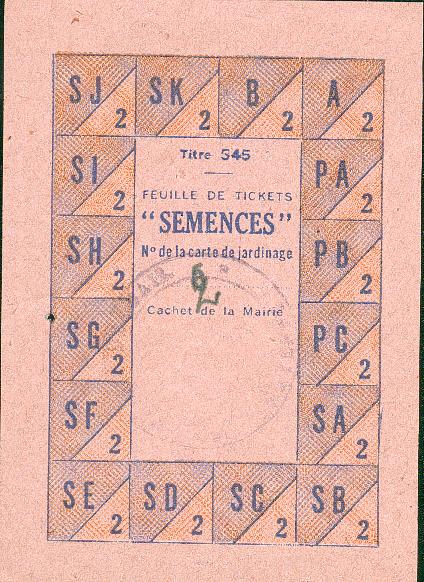 SJ 2 SK 2 B 2 A 2
Titre S45
SI 2 PA 2
FEUILLE DE TICKETS
"SEMENCES"
SH 2 PB 2
Nº de la carte de jardinage
Cachet de la Mairie
SG 2 PC 2
SF 2 SA 2
SE 2 SD 2 SC 2 SB 2